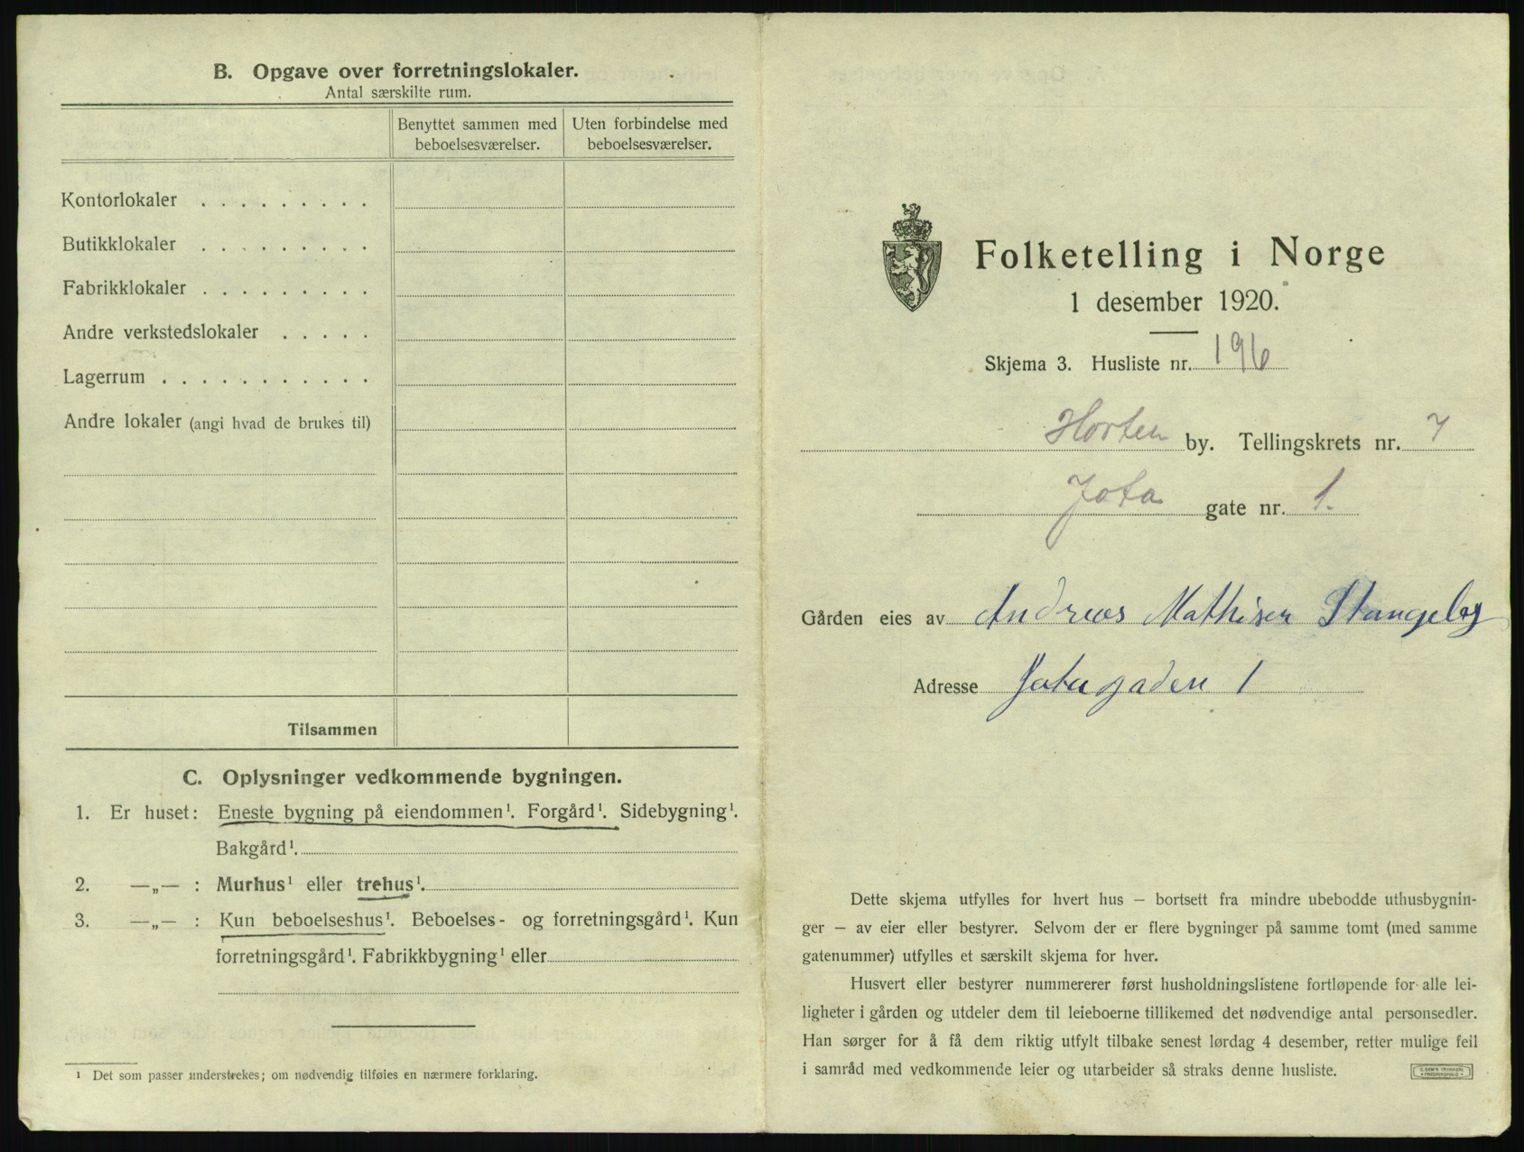 B. Opgave over forretningslokaler.
Antal særskilte rum.
Benyttet sammen med beboelsesværelser.
Uten forbindelse med beboelsesværelser.
Kontorlokaler . . . . . . . . .
Butikklokaler . . . . . . . . .
Fabrikklokaler . . . . . . . . .
Andre verkstedslokaler . . . . .
Lagerrum . . . . . . . . . . .
Andre lokaler (angi hvad de brukes til)
Tilsammen
C. Oplysninger vedkommende bygningen.
1. Er huset: Eneste bygning på eiendommen¹. Forgård¹. Sidebygning¹.
Bakgård¹.
2. —„— : Murhus¹ eller trehus¹.
3. —„— : Kun beboelseshus¹. Beboelses- og forretningsgård¹. Kun
forretningsgård¹. Fabrikkbygning¹ eller
¹ Det som passer understrekes; om nødvendig tilføies en nærmere forklaring.
Folketelling i Norge
1 desember 1920.
Skjema 3. Husliste nr. 196
Horten by. Tellingskrets nr. 7
Jota gate nr. 1.
Gården eies av Andreas Mathisen Stangeby
Adresse Jotagaden 1
Dette skjema utfylles for hvert hus — bortsett fra mindre ubebodde uthusbygnin-
ger — av eier eller bestyrer. Selvom der er flere bygninger på samme tomt (med samme
gatenummer) utfylles et særskilt skjema for hver.
Husvert eller bestyrer nummererer først husholdningslistene fortløpende for alle lei-
ligheter i gården og utdeler dem til leieboerne tillikemed det nødvendige antal personsedler.
Han sørger for å få dem riktig utfylt tilbake senest lørdag 4 desember, retter mulige feil
i samråd med vedkommende leier og utarbeider så straks denne husliste.